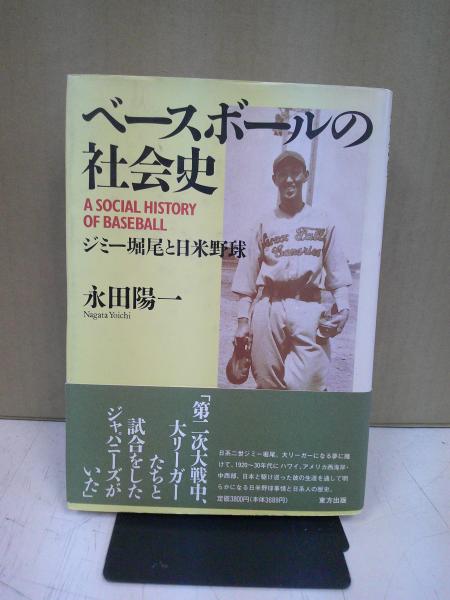 ベースボールの
社会史
A SOCIAL HISTORY
OF BASEBALL
ジミー堀尾と日米野球
永田陽一
Nagata Yoichi
Sioux Falls
Canaries
「第二次大戦中、
大リーガー
たちと
試合をした
ジャパニーズが
いた」
日系二世ジミー堀尾。大リーガーになる夢に賭
けて、1920〜30年代に ハワイ、アメリカ西海岸・
中西部、日本と駆け巡った彼の生涯を通して明
らかになる日米野球事情と日系人の歴史。
定価3800円(本体3689円)
東方出版